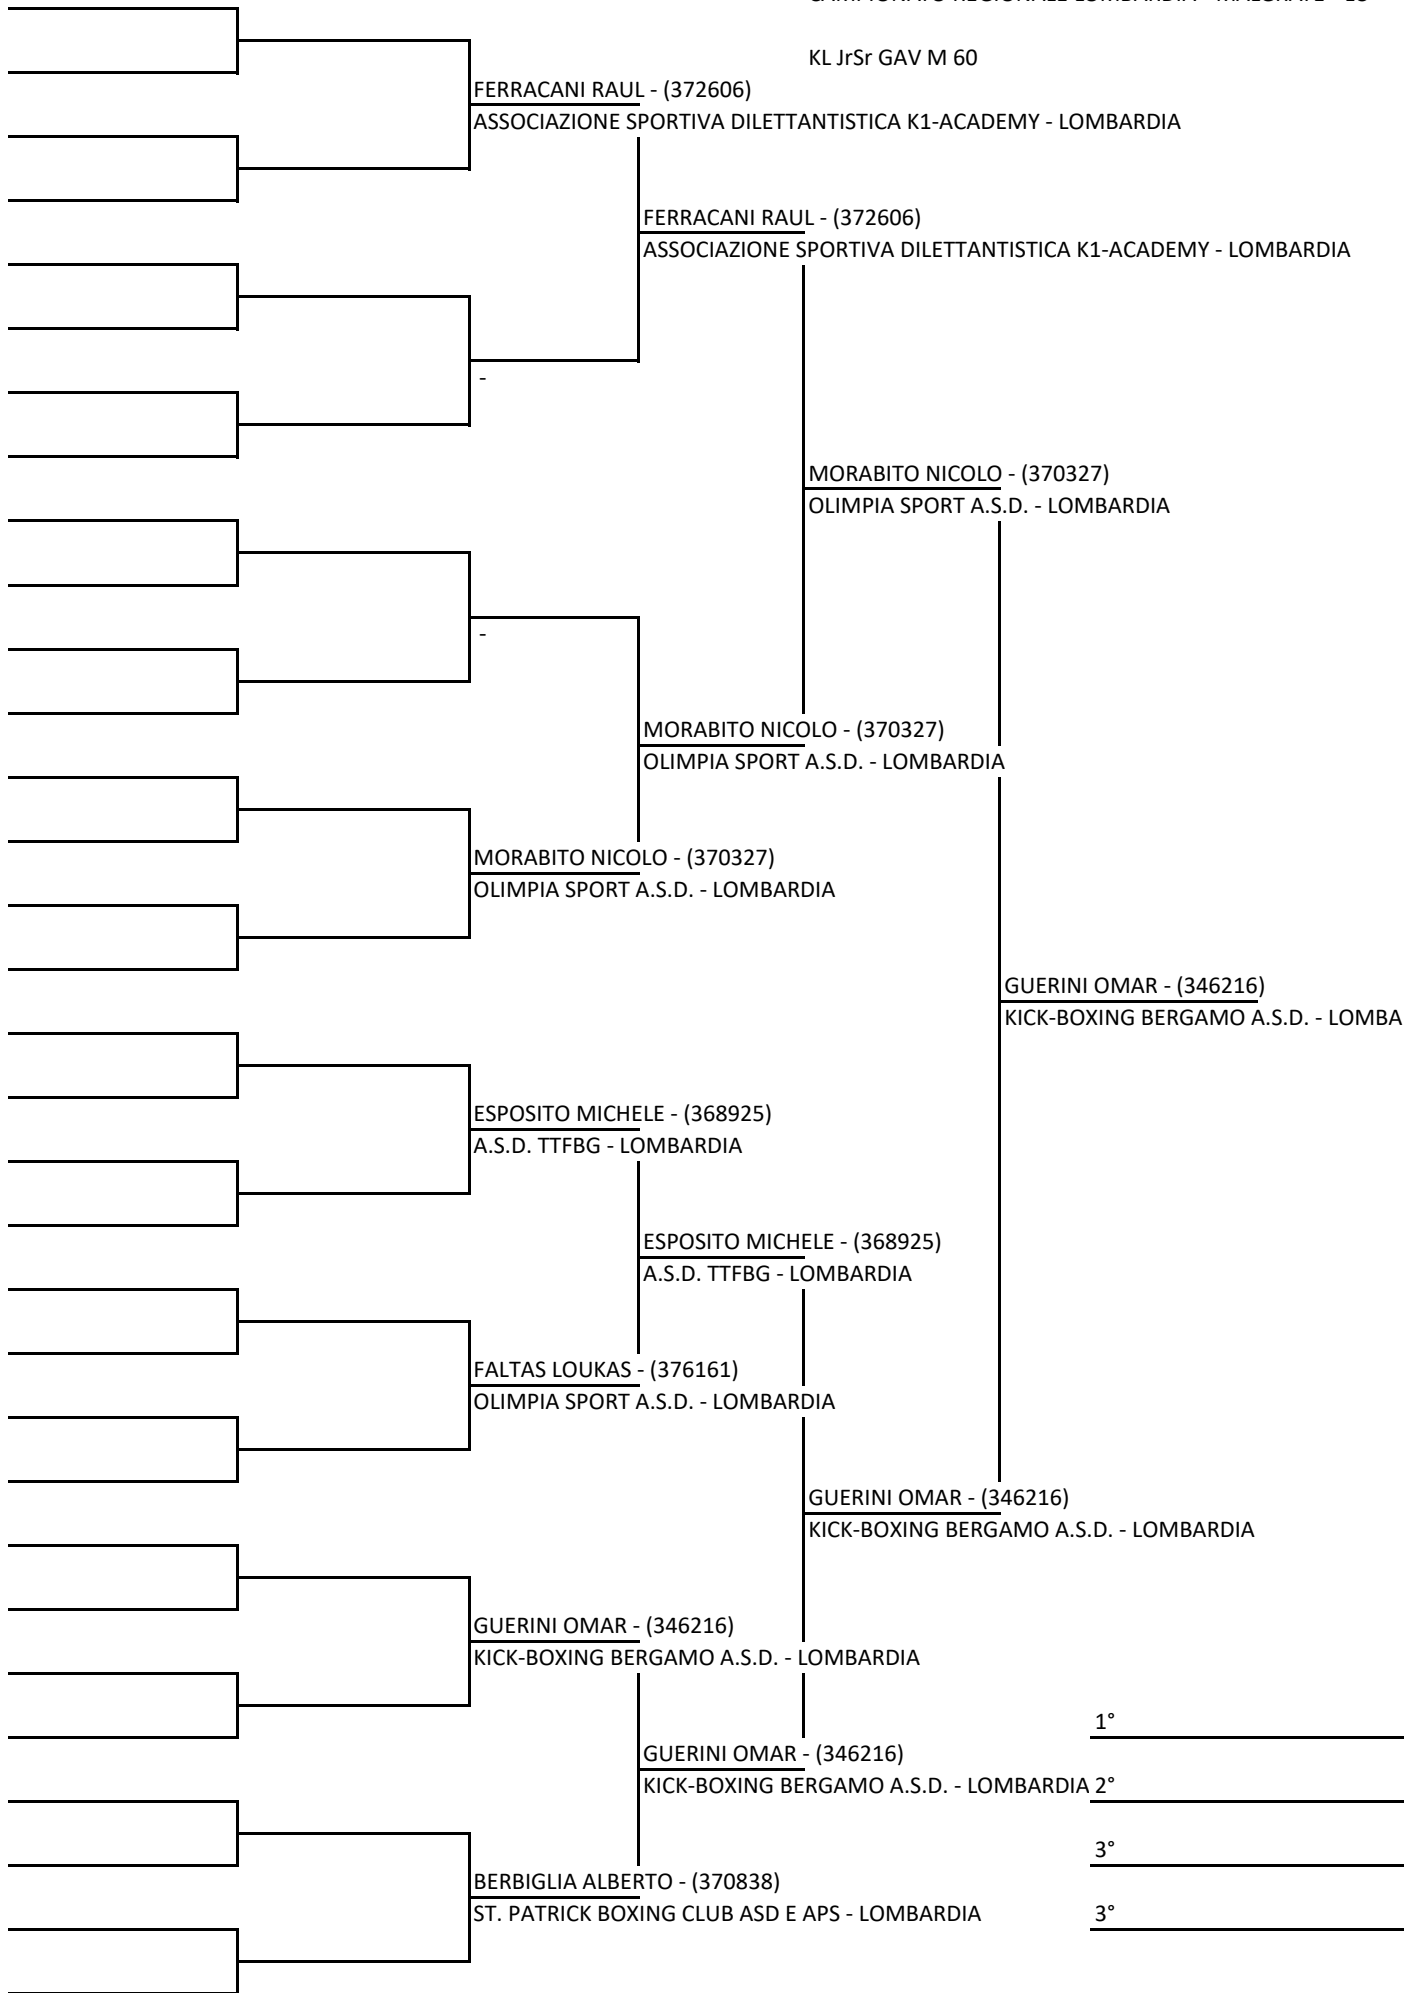 KL JrSr GAV M 60
FERRACANI RAUL - (372606)
ASSOCIAZIONE SPORTIVA DILETTANTISTICA K1-ACADEMY - LOMBARDIA
FERRACANI RAUL - (372606)
ASSOCIAZIONE SPORTIVA DILETTANTISTICA K1-ACADEMY - LOMBARDIA
-
MORABITO NICOLO - (370327)
OLIMPIA SPORT A.S.D. - LOMBARDIA
-
MORABITO NICOLO - (370327)
OLIMPIA SPORT A.S.D. - LOMBARDIA
MORABITO NICOLO - (370327)
OLIMPIA SPORT A.S.D. - LOMBARDIA
GUERINI OMAR - (346216)
KICK-BOXING BERGAMO A.S.D. - LOMBA
ESPOSITO MICHELE - (368925)
A.S.D. TTFBG - LOMBARDIA
ESPOSITO MICHELE - (368925)
A.S.D. TTFBG - LOMBARDIA
FALTAS LOUKAS - (376161)
OLIMPIA SPORT A.S.D. - LOMBARDIA
GUERINI OMAR - (346216)
KICK-BOXING BERGAMO A.S.D. - LOMBARDIA
GUERINI OMAR - (346216)
KICK-BOXING BERGAMO A.S.D. - LOMBARDIA
1°
GUERINI OMAR - (346216)
KICK-BOXING BERGAMO A.S.D. - LOMBARDIA 2°
3°
BERBIGLIA ALBERTO - (370838)
ST. PATRICK BOXING CLUB ASD E APS - LOMBARDIA
3°